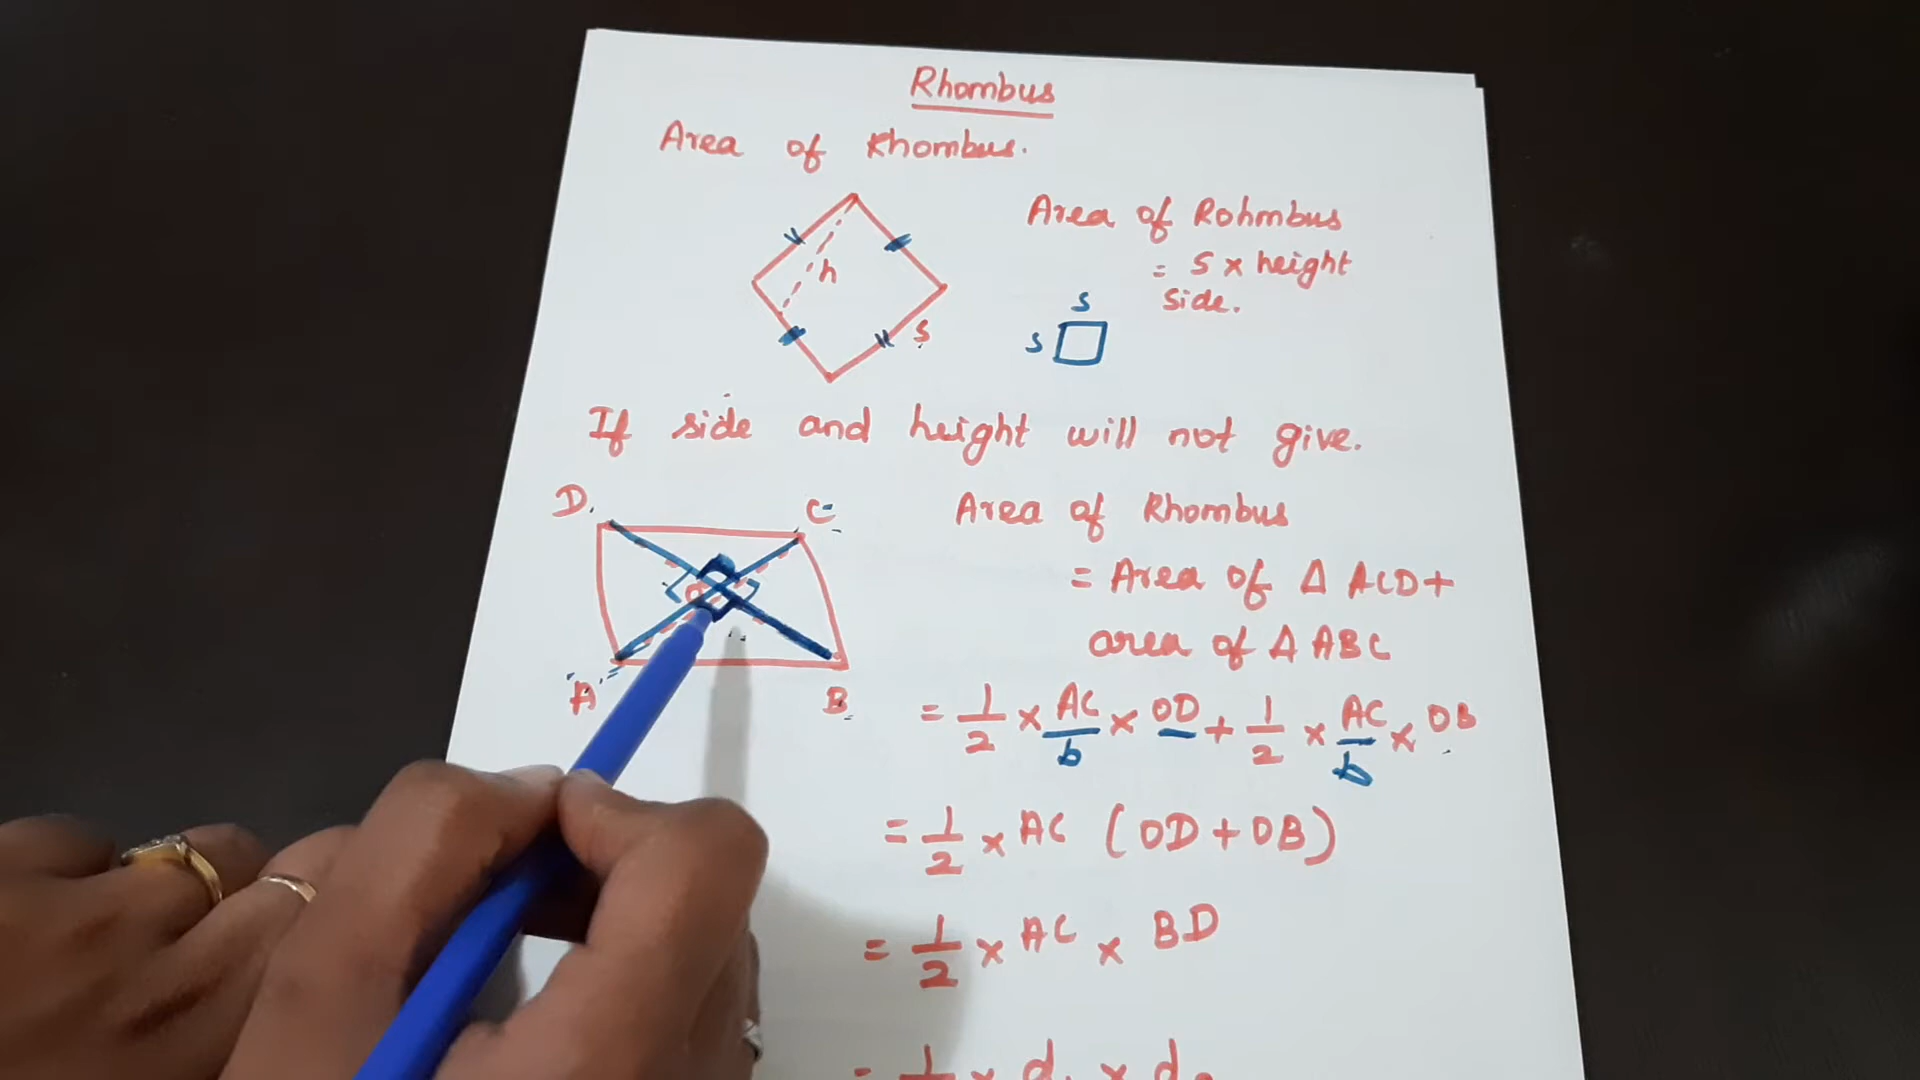 Rhombus
Area of Rhombus.
Area of Rohmbus
= S x height
side.
h
s
s
s
If side and height will not give.
D.
C
Area of Rhombus
= Area of Δ ACD +
area of Δ ABC
O
A
B
= 1/2 x AC x OD + 1/2 x AC x OB
b
b
= 1/2 x AC (OD + OB)
= 1/2 x AC x BD